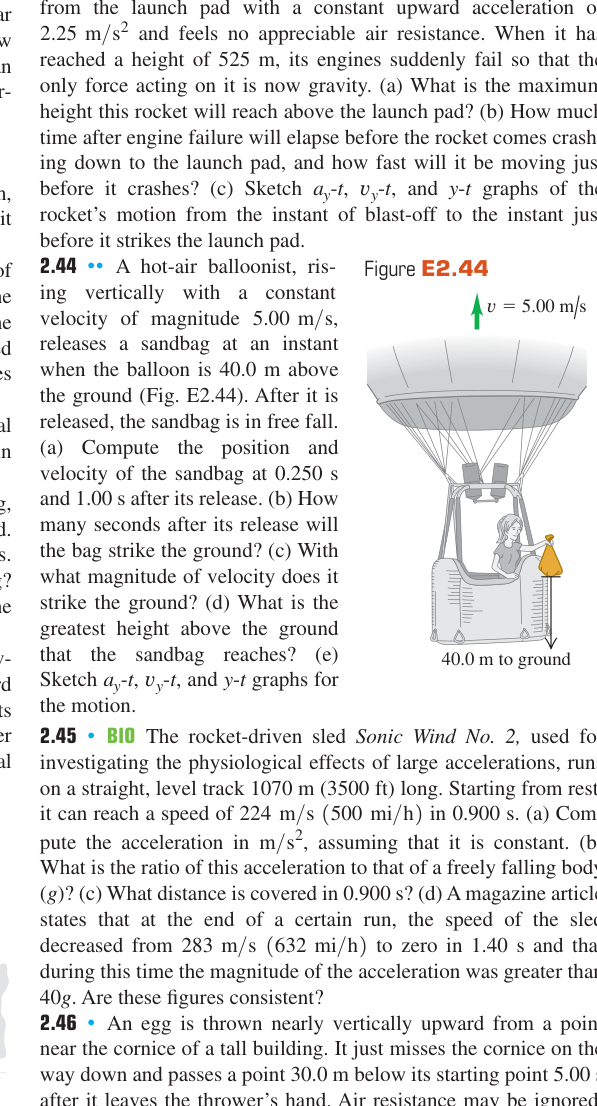 from the launch pad with a constant upward acceleration o
2.25 m/s² and feels no appreciable air resistance. When it ha
reached a height of 525 m, its engines suddenly fail so that the
only force acting on it is now gravity. (a) What is the maximum
height this rocket will reach above the launch pad? (b) How much
time after engine failure will elapse before the rocket comes crash-
ing down to the launch pad, and how fast will it be moving jus
before it crashes? (c) Sketch a_y-t, v_y-t, and y-t graphs of the
rocket's motion from the instant of blast-off to the instant jus
before it strikes the launch pad.
2.44 •• A hot-air balloonist, ris-
ing vertically with a constant
velocity of magnitude 5.00 m/s,
releases a sandbag at an instant
when the balloon is 40.0 m above
the ground (Fig. E2.44). After it is
released, the sandbag is in free fall.
(a) Compute the position and
velocity of the sandbag at 0.250 s
and 1.00 s after its release. (b) How
many seconds after its release will
the bag strike the ground? (c) With
what magnitude of velocity does it
strike the ground? (d) What is the
greatest height above the ground
that the sandbag reaches? (e)
Sketch a_y-t, v_y-t, and y-t graphs for
the motion.
Figure E2.44
v = 5.00 m/s
40.0 m to ground
2.45 • BIO The rocket-driven sled Sonic Wind No. 2, used fo
investigating the physiological effects of large accelerations, run
on a straight, level track 1070 m (3500 ft) long. Starting from rest
it can reach a speed of 224 m/s (500 mi/h) in 0.900 s. (a) Com
pute the acceleration in m/s², assuming that it is constant. (b
What is the ratio of this acceleration to that of a freely falling body
(g)? (c) What distance is covered in 0.900 s? (d) A magazine article
states that at the end of a certain run, the speed of the sled
decreased from 283 m/s (632 mi/h) to zero in 1.40 s and tha
during this time the magnitude of the acceleration was greater than
40g. Are these figures consistent?
2.46 • An egg is thrown nearly vertically upward from a poin
near the cornice of a tall building. It just misses the cornice on the
way down and passes a point 30.0 m below its starting point 5.00 s
after it leaves the thrower's hand. Air resistance may be ignored